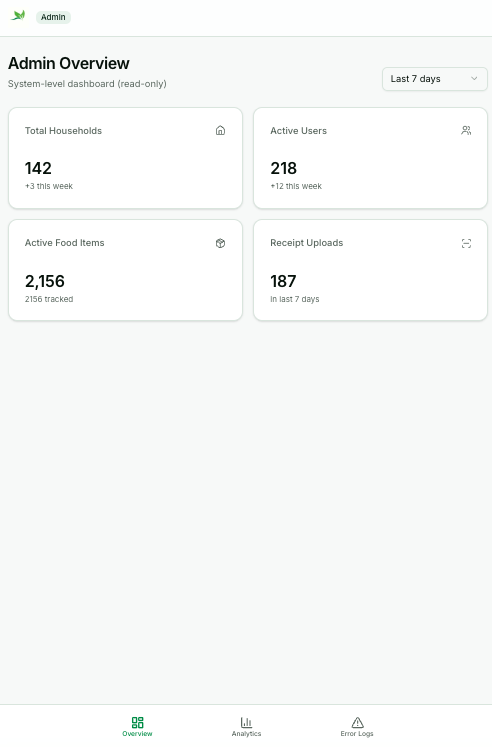 Admin
Admin Overview
System-level dashboard (read-only)
Last 7 days
Total Households
142
+3 this week
Active Users
218
+12 this week
Active Food Items
2,156
2156 tracked
Receipt Uploads
187
In last 7 days
Overview
Analytics
Error Logs